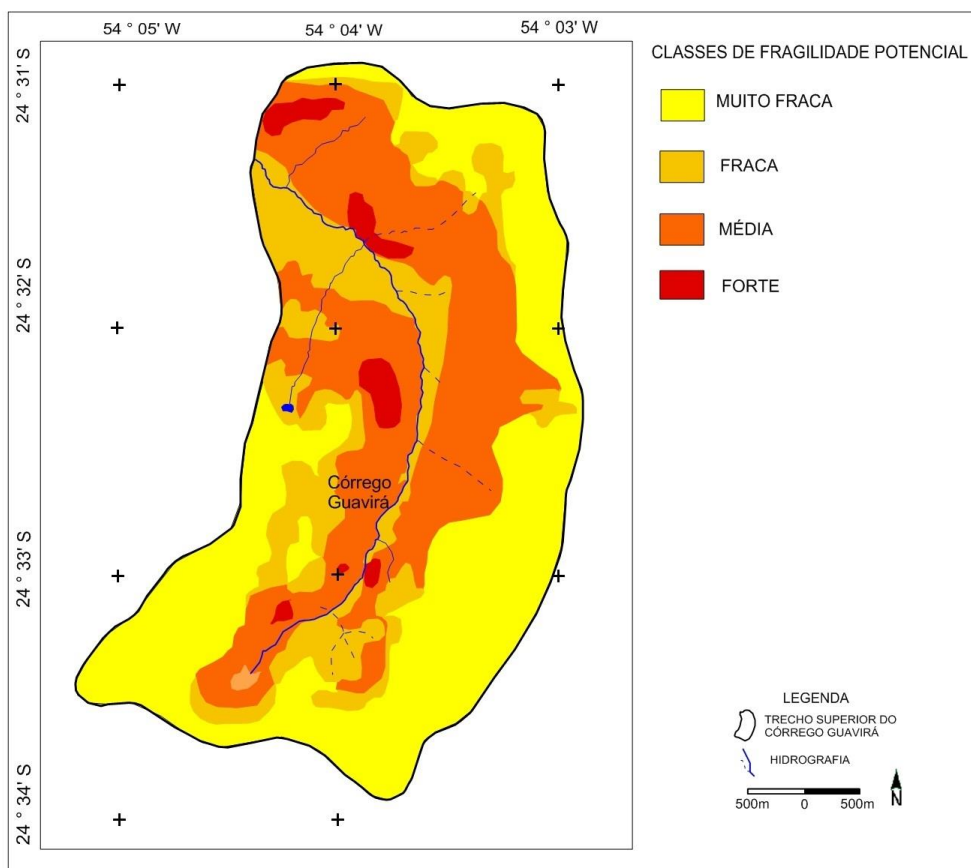 54 ° 05' W
54 ° 04' W
54 ° 03' W
24 ° 31' S
24 ° 32' S
24 ° 33' S
24 ° 34' S
Córrego
Guavirá
CLASSES DE FRAGILIDADE POTENCIAL
MUITO FRACA
FRACA
MÉDIA
FORTE
LEGENDA
TRECHO SUPERIOR DO
CÓRREGO GUAVIRÁ
HIDROGRAFIA
500m 0 500m
N